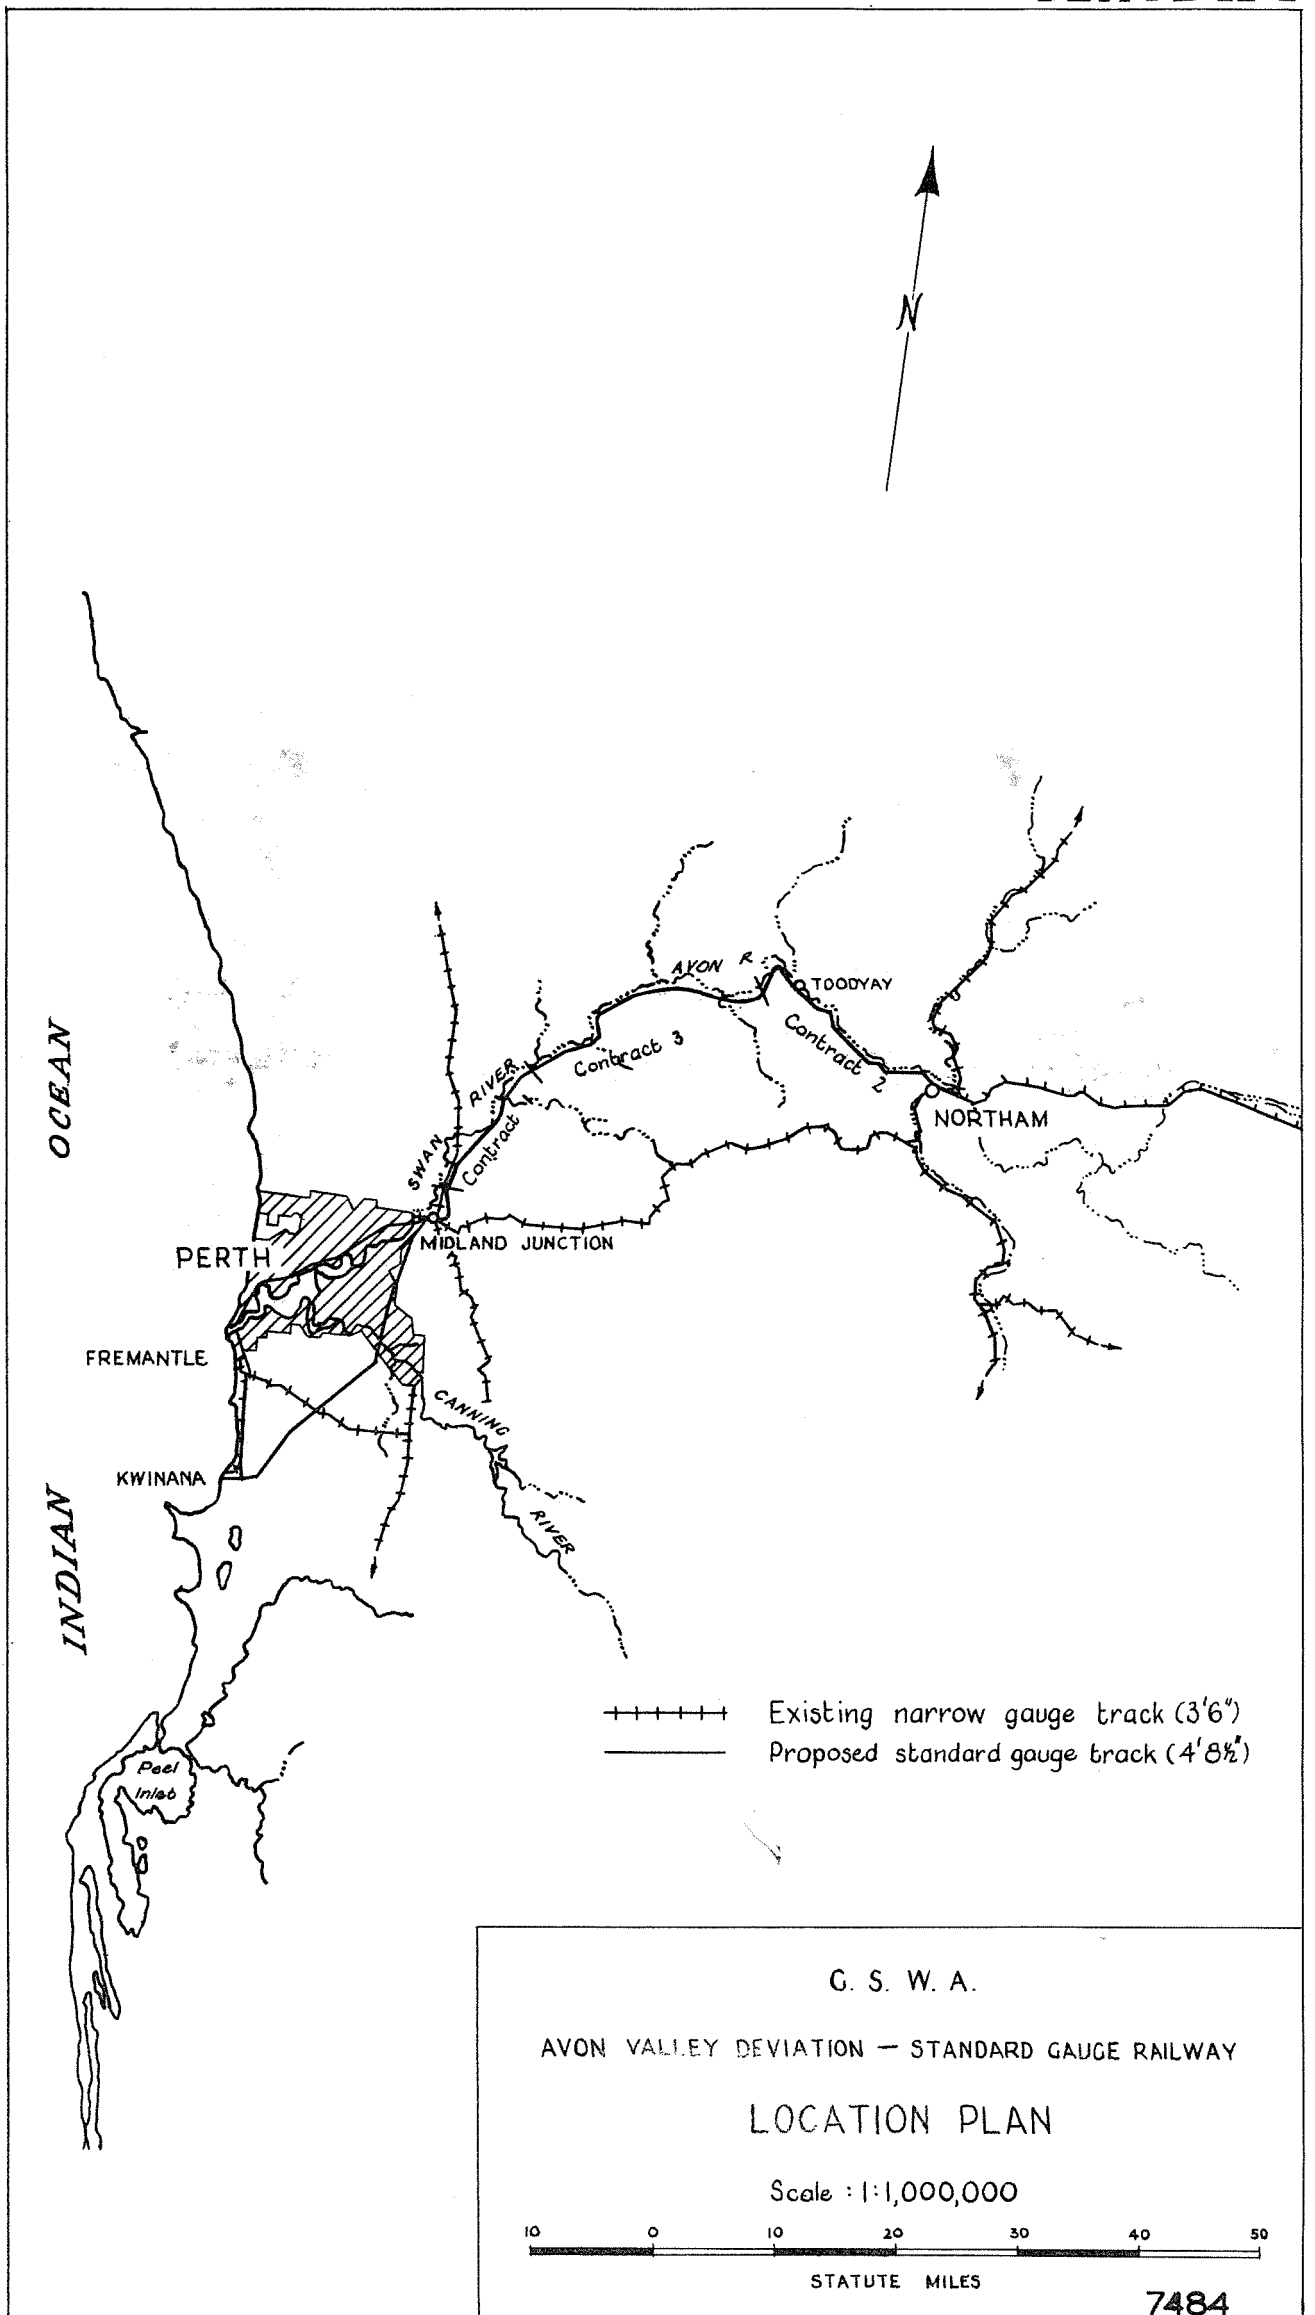 N
AVON R
TOODYAY
Contract 3
Contract 2
RIVER
SWAN
Contract 1
NORTHAM
OCEAN
MIDLAND JUNCTION
PERTH
FREMANTLE
CANNING
KWINANA
RIVER
INDIAN
Existing narrow gauge track (3'6")
Proposed standard gauge track (4'8½")
Peel
Inlet
G. S. W. A.
AVON VALLEY DEVIATION — STANDARD GAUGE RAILWAY
LOCATION PLAN
Scale : 1:1,000,000
10 0 10 20 30 40 50
STATUTE MILES
7484